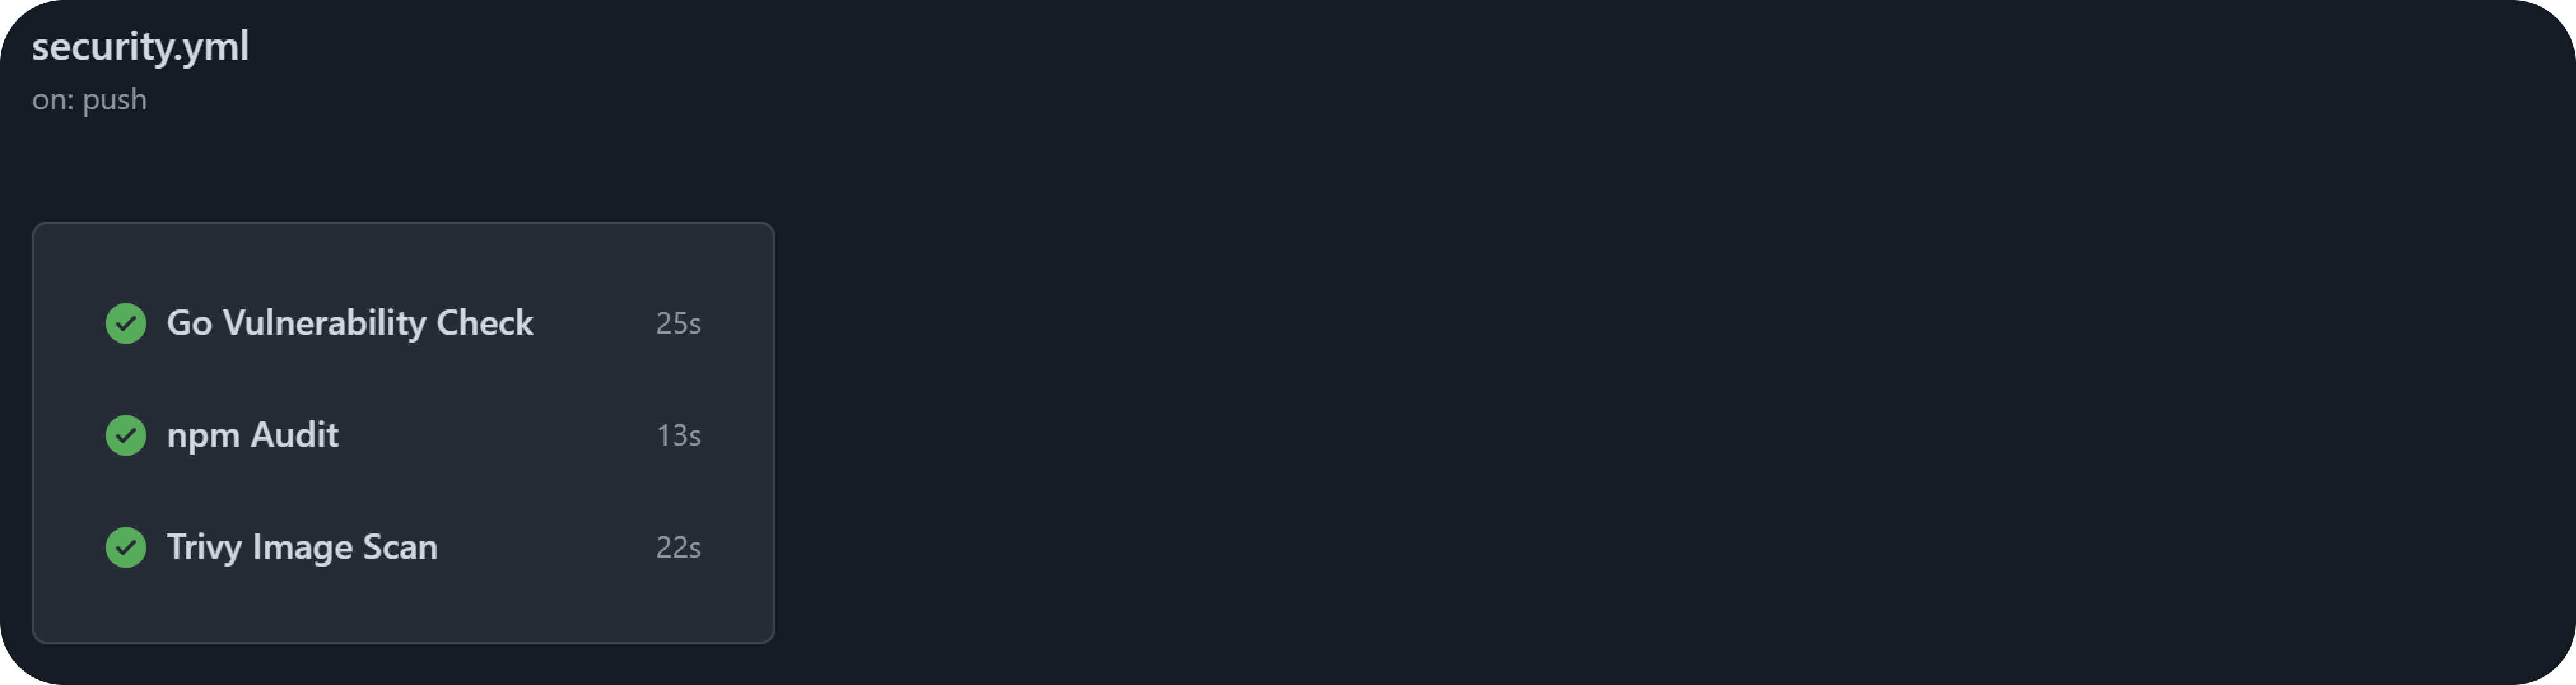 security.yml
on: push
Go Vulnerability Check 25s
npm Audit 13s
Trivy Image Scan 22s